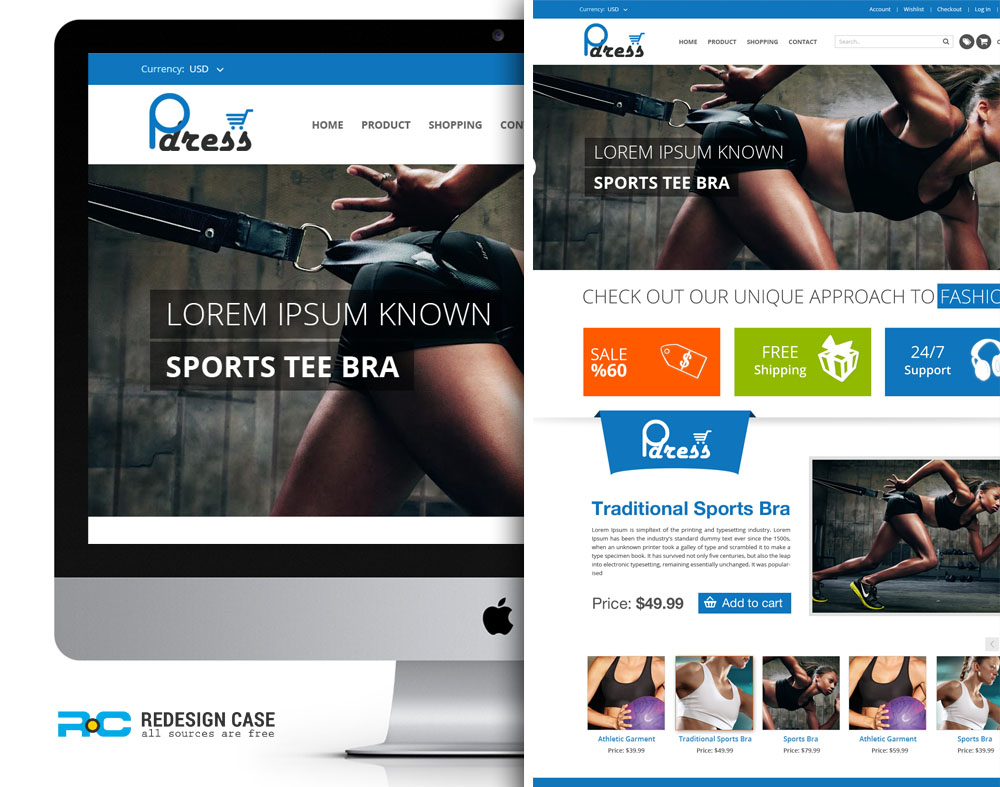 Currency: USD
Pdress
HOME PRODUCT SHOPPING CON
LOREM IPSUM KNOWN
SPORTS TEE BRA
RC REDESIGN CASE
all sources are free
Currency: USD Account | Wishlist | Checkout | Log In |
Pdress
HOME PRODUCT SHOPPING CONTACT Search..
LOREM IPSUM KNOWN
SPORTS TEE BRA
CHECK OUT OUR UNIQUE APPROACH TO FASHIO
SALE
%60
FREE
Shipping
24/7
Support
Pdress
Traditional Sports Bra
Lorem Ipsum is simpltext of the printing and typesetting industry. Lorem
Ipsum has been the industry's standard dummy text ever since the 1500s,
when an unknown printer took a galley of type and scrambled it to make a
type specimen book. It has survived not only five centuries, but also the leap
into electronic typesetting, remaining essentially unchanged. It was popular-
ised
Price: $49.99 Add to cart
Athletic Garment
Price: $39.99
Traditional Sports Bra
Price: $49.99
Sports Bra
Price: $79.99
Athletic Garment
Price: $59.99
Sports Bra
Price: $39.99